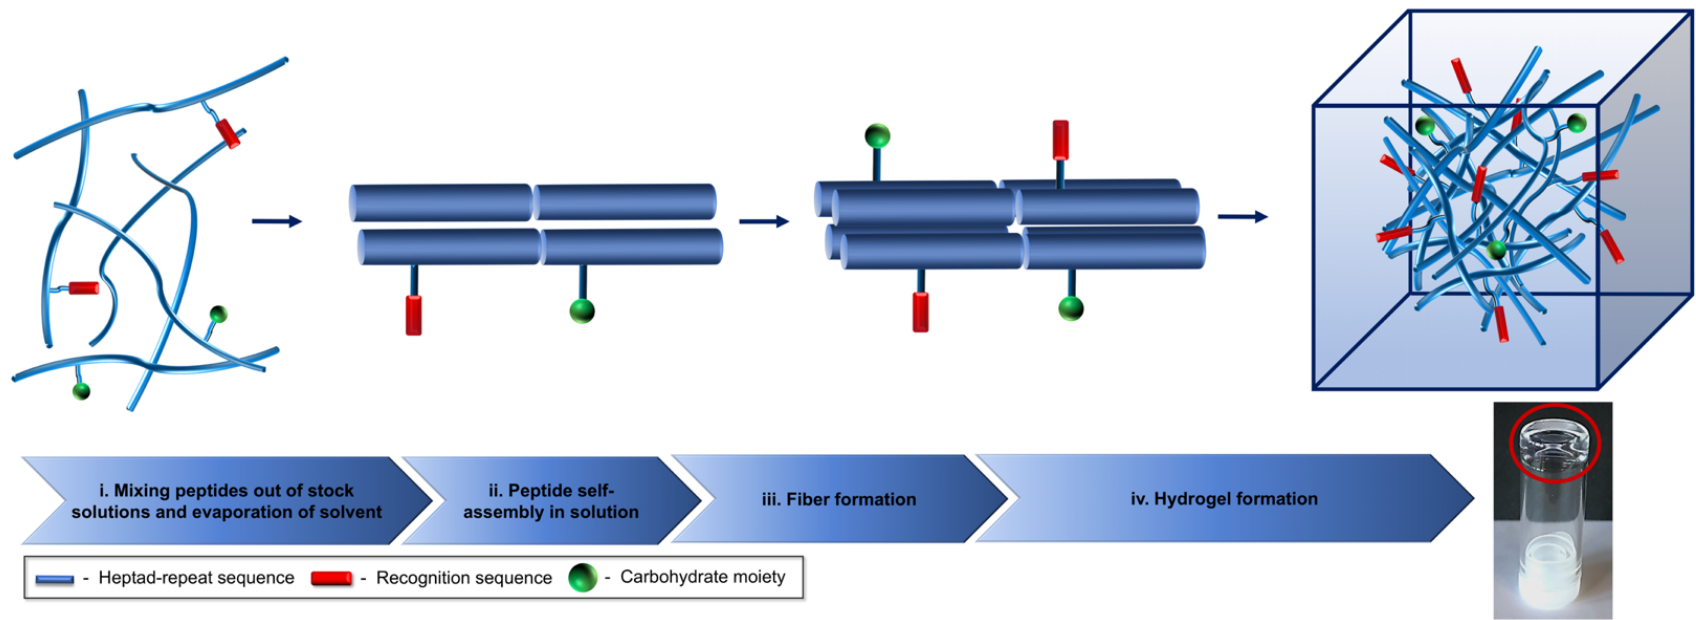 i. Mixing peptides out of stock
solutions and evaporation of solvent
ii. Peptide self-
assembly in solution
iii. Fiber formation
iv. Hydrogel formation
- Heptad-repeat sequence
- Recognition sequence
- Carbohydrate moiety